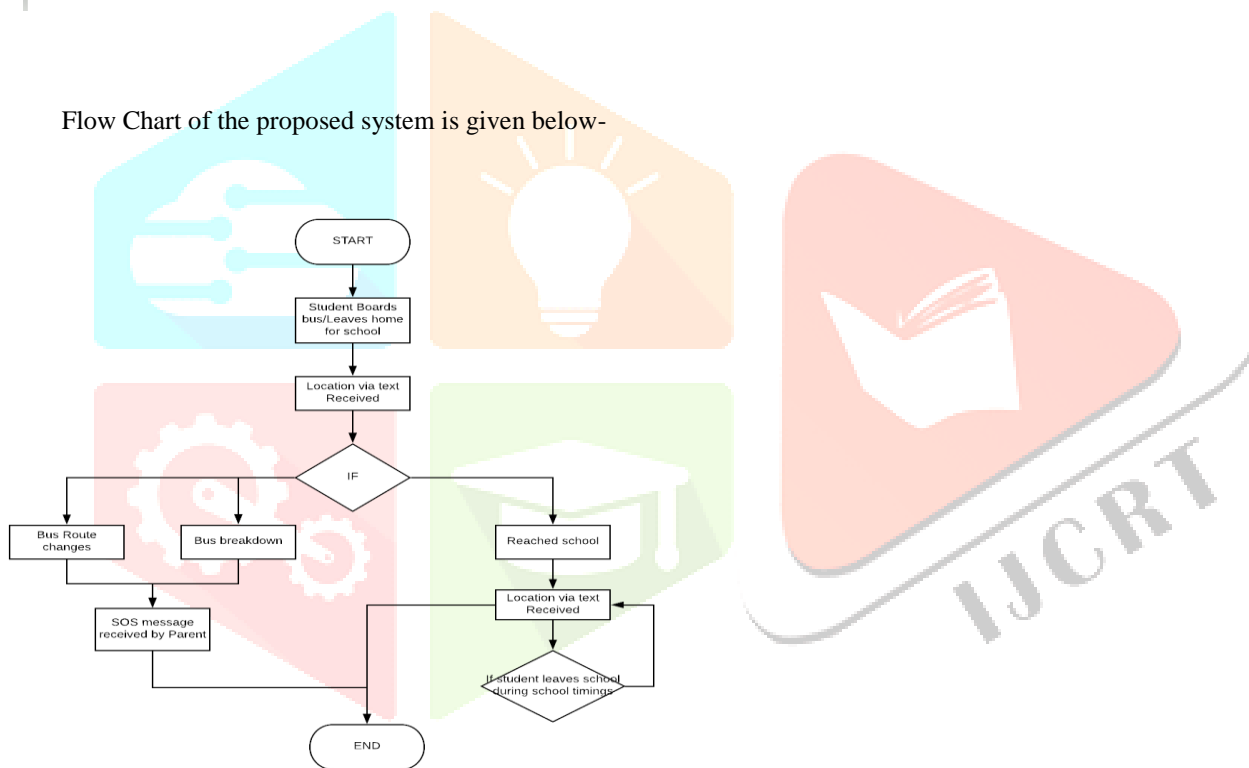 Flow Chart of the proposed system is given below-
START
Student Boards
bus/Leaves home
for school
Location via text
Received
IF
Bus Route
changes
Bus breakdown
Reached school
SOS message
received by Parent
Location via text
Received
If student leaves school
during school timings
END
IJCRT